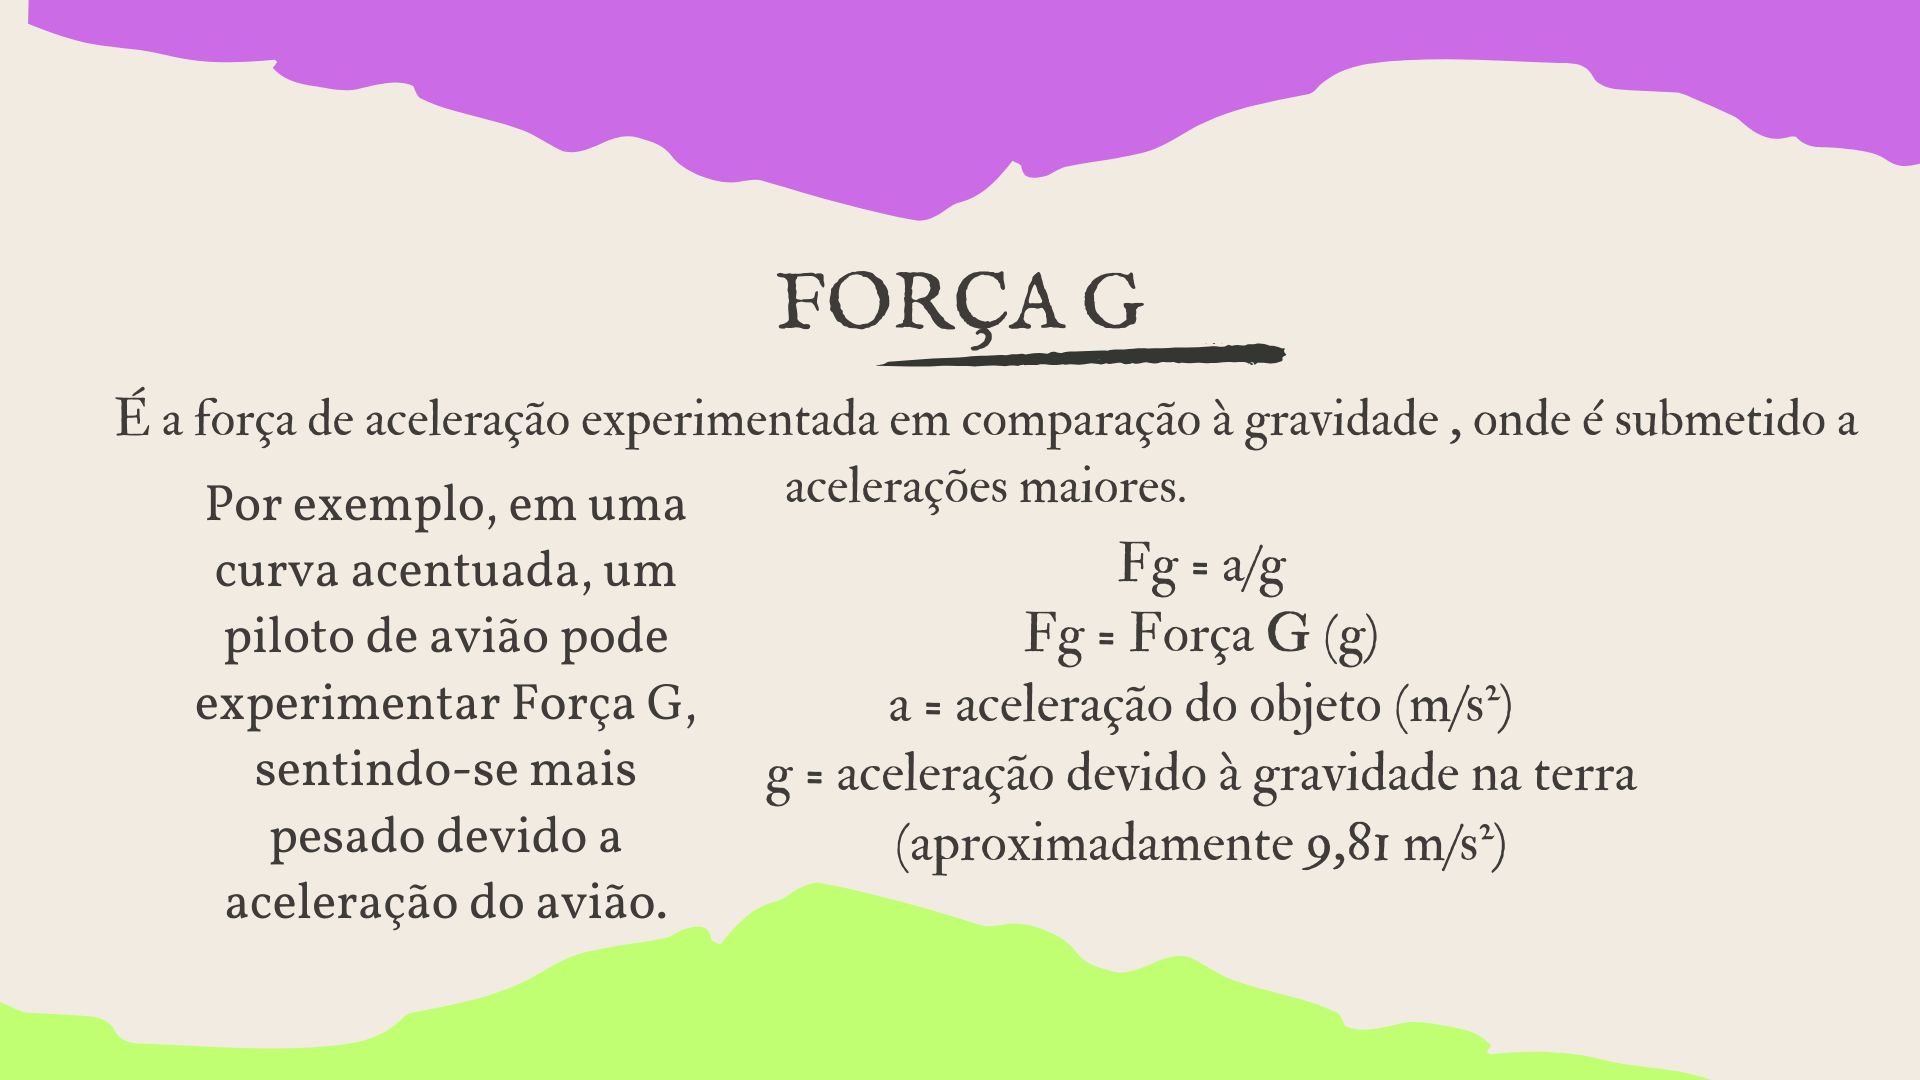 FORÇA G
É a força de aceleração experimentada em comparação à gravidade , onde é submetido a
acelerações maiores.
Por exemplo, em uma
curva acentuada, um
piloto de avião pode
experimentar Força G,
sentindo-se mais
pesado devido a
aceleração do avião.
Fg = a/g
Fg = Força G (g)
a = aceleração do objeto (m/s²)
g = aceleração devido à gravidade na terra
(aproximadamente 9,81 m/s²)